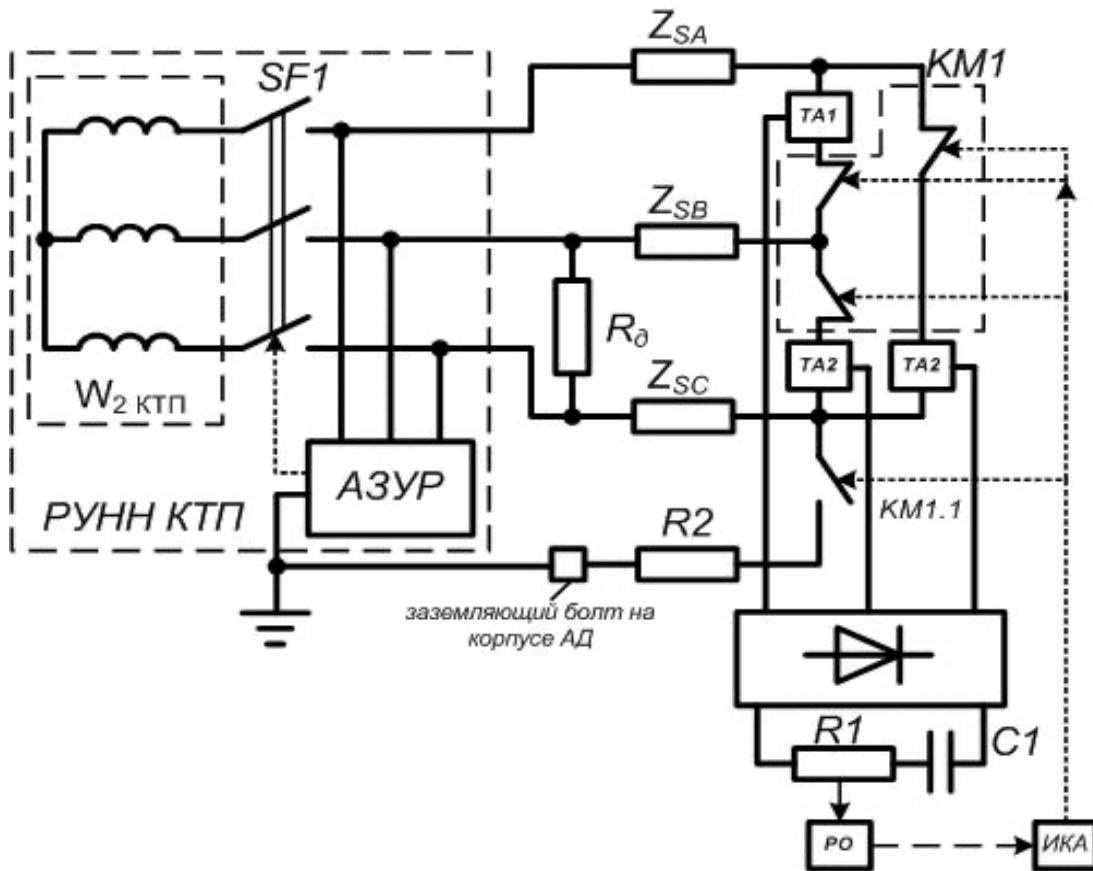 Z_SA
KM1
SF1
TA1
Z_SB
R_∂
TA2
TA2
Z_SC
W_2 КТП
АЗУР
РУНН КТП
KM1.1
R2
заземляющий болт на
корпусе АД
R1
C1
РО
ИКА